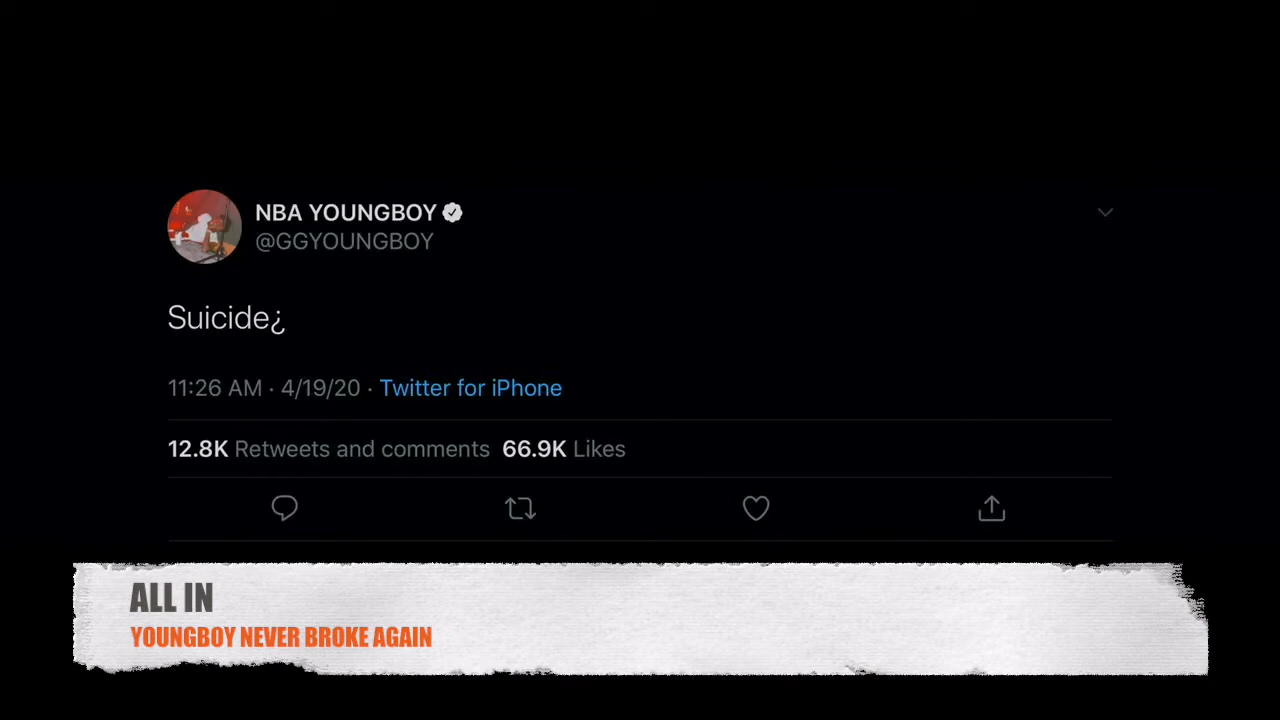 NBA YOUNGBOY
@GGYOUNGBOY
Suicide¿
11:26 AM · 4/19/20 · Twitter for iPhone
12.8K Retweets and comments 66.9K Likes
ALL IN
YOUNGBOY NEVER BROKE AGAIN